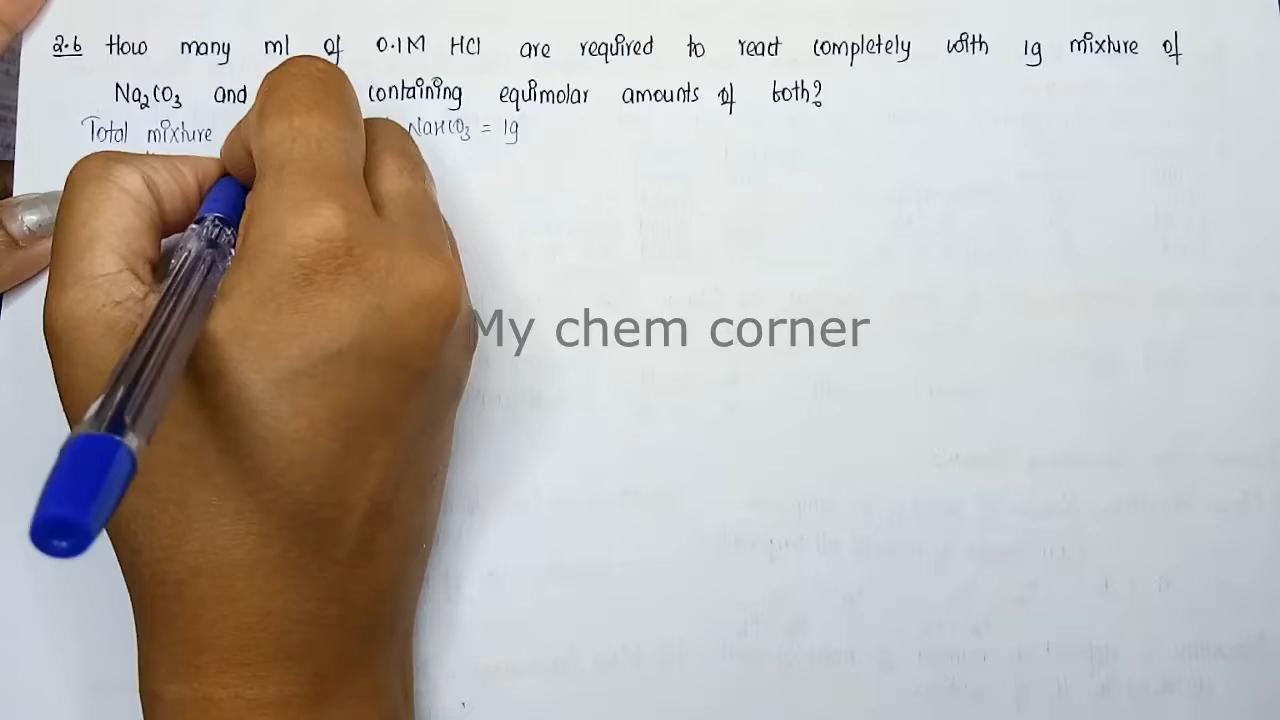 2.6 How many ml of 0.1M HCl are required to react completely with 1g mixture of
Na₂CO₃ and containing equimolar amounts of both?
Total mixture NaHCO₃ = 1g
My chem corner